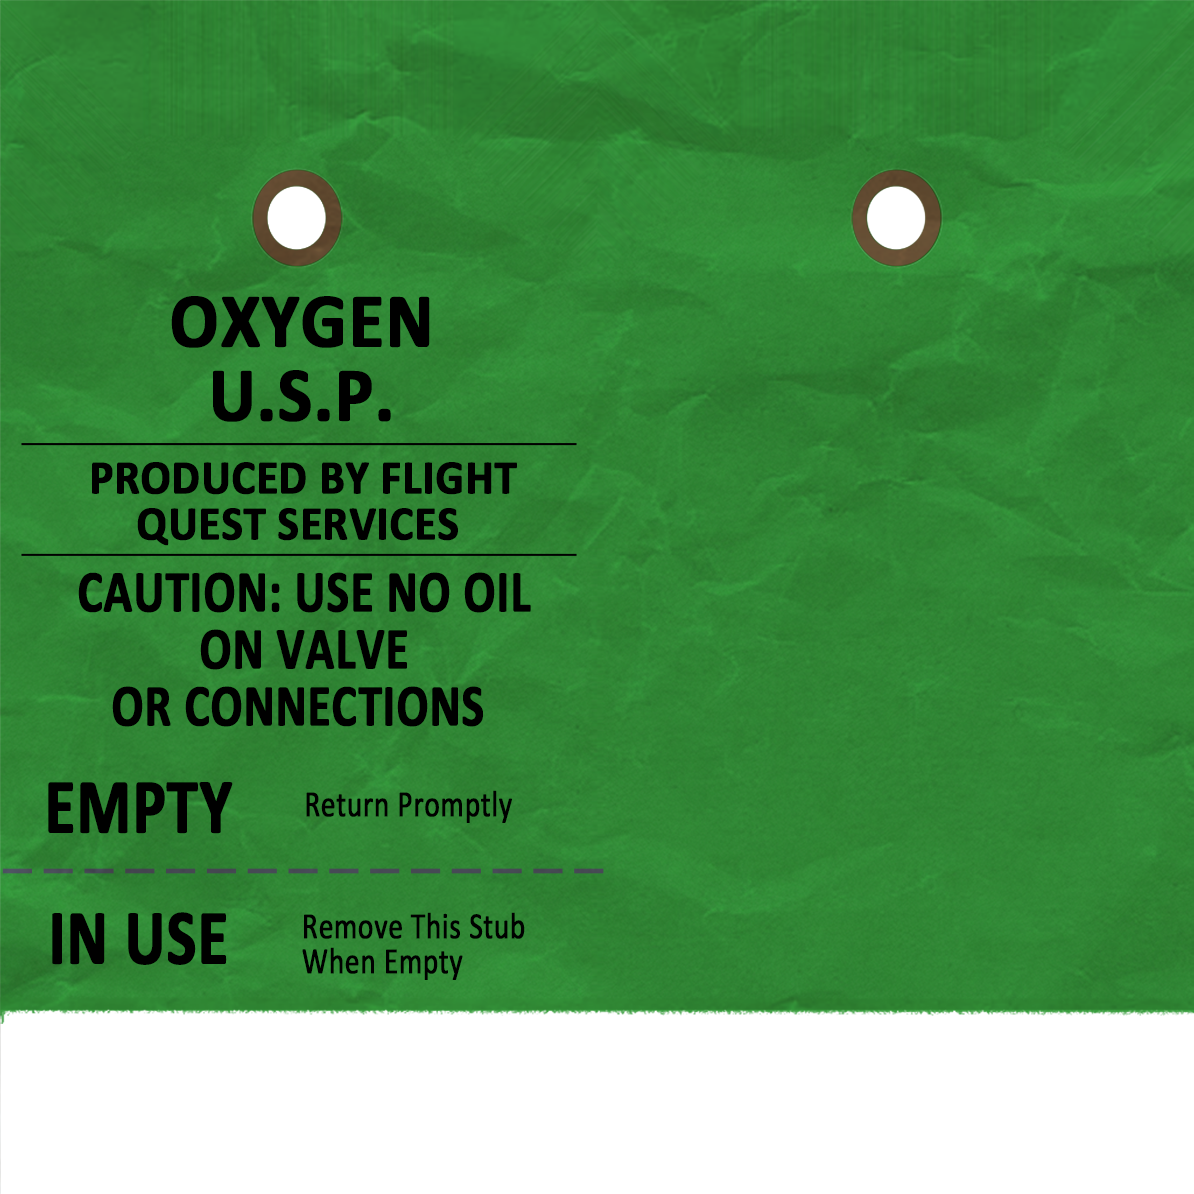 OXYGEN
U.S.P.
PRODUCED BY FLIGHT
QUEST SERVICES
CAUTION: USE NO OIL
ON VALVE
OR CONNECTIONS
EMPTY Return Promptly
IN USE Remove This Stub
When Empty